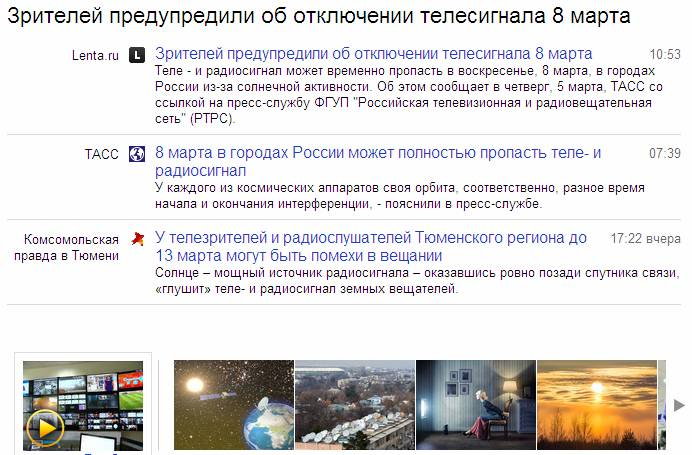 Зрителей предупредили об отключении телесигнала 8 марта
Lenta.ru
Зрителей предупредили об отключении телесигнала 8 марта 10:53
Теле - и радиосигнал может временно пропасть в воскресенье, 8 марта, в городах
России из-за солнечной активности. Об этом сообщает в четверг, 5 марта, ТАСС со
ссылкой на пресс-службу ФГУП "Российская телевизионная и радиовещательная
сеть" (РТРС).
ТАСС
8 марта в городах России может полностью пропасть теле- и 07:39
радиосигнал
У каждого из космических аппаратов своя орбита, соответственно, разное время
начала и окончания интерференции, - пояснили в пресс-службе.
Комсомольская
правда в Тюмени
У телезрителей и радиослушателей Тюменского региона до 17:22 вчера
13 марта могут быть помехи в вещании
Солнце – мощный источник радиосигнала – оказавшись ровно позади спутника связи,
«глушит» теле- и радиосигнал земных вещателей.